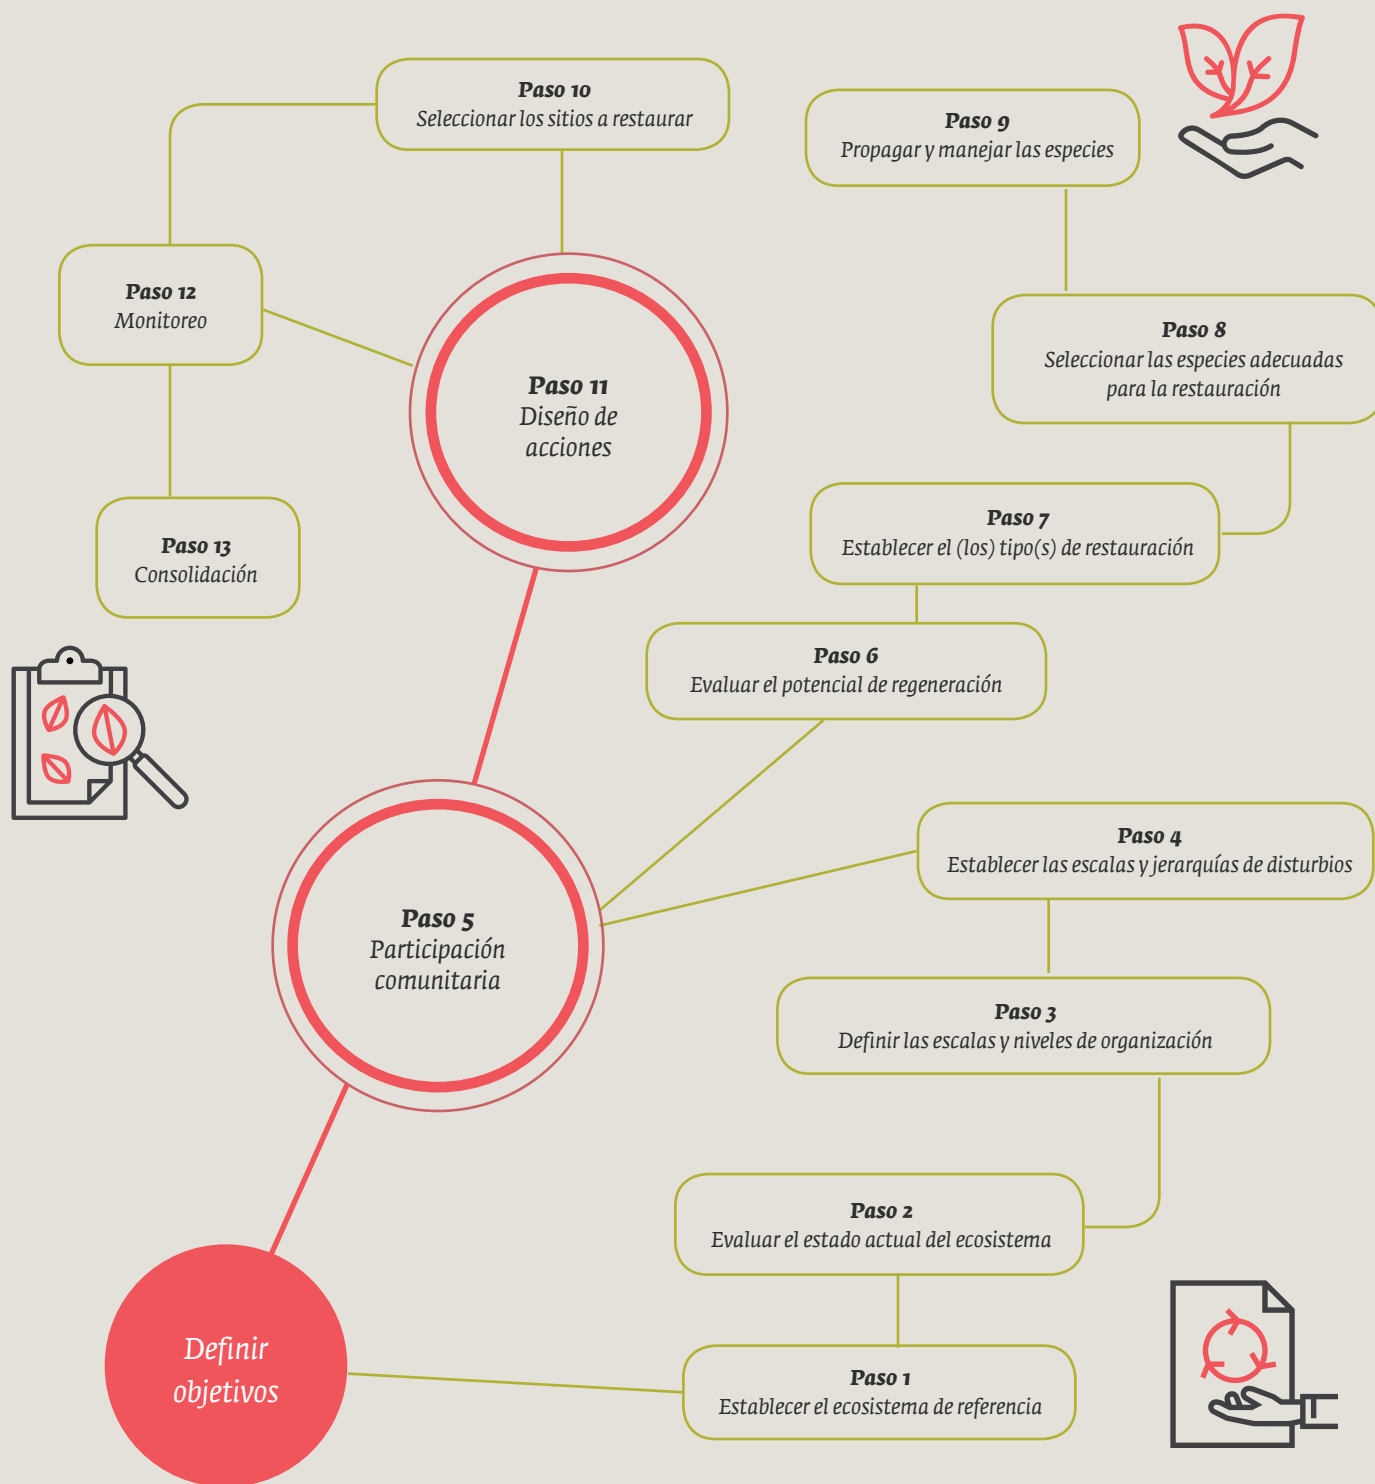 Paso 10
Seleccionar los sitios a restaurar
Paso 9
Propagar y manejar las especies
Paso 12
Monitoreo
Paso 8
Seleccionar las especies adecuadas
para la restauración
Paso 11
Diseño de
acciones
Paso 7
Establecer el (los) tipo(s) de restauración
Paso 13
Consolidación
Paso 6
Evaluar el potencial de regeneración
Paso 4
Establecer las escalas y jerarquías de disturbios
Paso 5
Participación
comunitaria
Paso 3
Definir las escalas y niveles de organización
Paso 2
Evaluar el estado actual del ecosistema
Definir
objetivos
Paso 1
Establecer el ecosistema de referencia